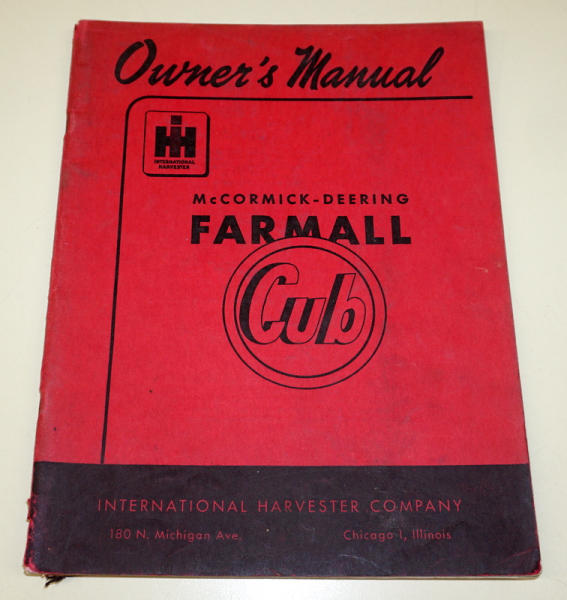 Owner's Manual
IH
INTERNATIONAL
HARVESTER
McCORMICK-DEERING
FARMALL
Cub
INTERNATIONAL HARVESTER COMPANY
180 N. Michigan Ave. Chicago 1, Illinois